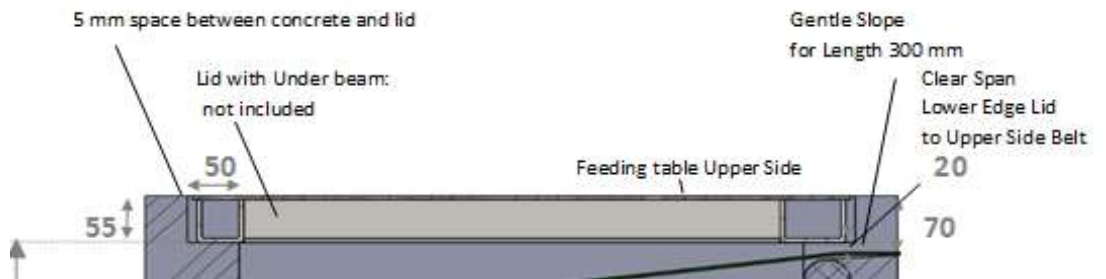 5 mm space between concrete and lid
Gentle Slope
for Length 300 mm
Lid with Under beam:
not included
Clear Span
Lower Edge Lid
to Upper Side Belt
50
Feeding table Upper Side
20
55
70